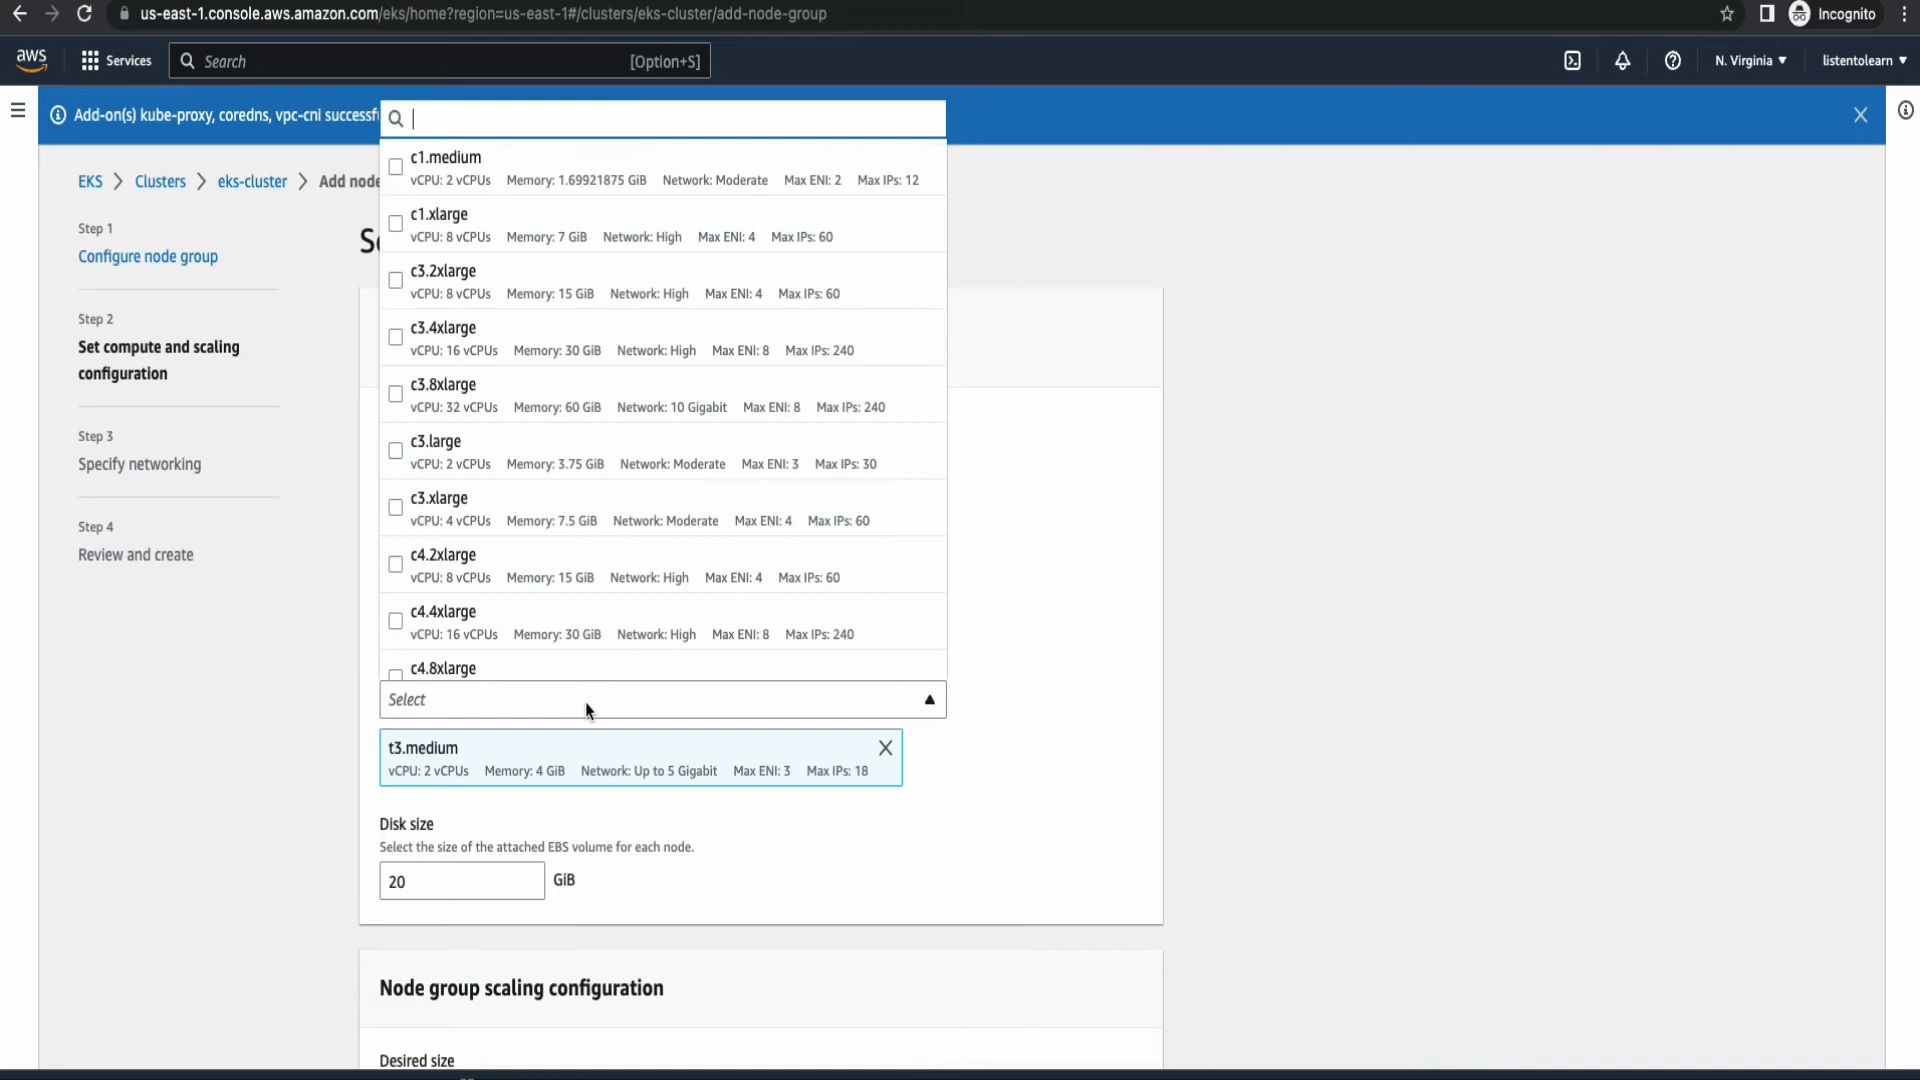 us-east-1.console.aws.amazon.com/eks/home?region=us-east-1#/clusters/eks-cluster/add-node-group
Incognito
aws
Services
Search
[Option+S]
N. Virginia
listentolearn
Add-on(s) kube-proxy, coredns, vpc-cni successf
EKS
Clusters
eks-cluster
Add node
Step 1
Configure node group
Step 2
Set compute and scaling
configuration
Step 3
Specify networking
Step 4
Review and create
c1.medium
vCPU: 2 vCPUs Memory: 1.69921875 GiB Network: Moderate Max ENI: 2 Max IPs: 12
c1.xlarge
vCPU: 8 vCPUs Memory: 7 GiB Network: High Max ENI: 4 Max IPs: 60
c3.2xlarge
vCPU: 8 vCPUs Memory: 15 GiB Network: High Max ENI: 4 Max IPs: 60
c3.4xlarge
vCPU: 16 vCPUs Memory: 30 GiB Network: High Max ENI: 8 Max IPs: 240
c3.8xlarge
vCPU: 32 vCPUs Memory: 60 GiB Network: 10 Gigabit Max ENI: 8 Max IPs: 240
c3.large
vCPU: 2 vCPUs Memory: 3.75 GiB Network: Moderate Max ENI: 3 Max IPs: 30
c3.xlarge
vCPU: 4 vCPUs Memory: 7.5 GiB Network: Moderate Max ENI: 4 Max IPs: 60
c4.2xlarge
vCPU: 8 vCPUs Memory: 15 GiB Network: High Max ENI: 4 Max IPs: 60
c4.4xlarge
vCPU: 16 vCPUs Memory: 30 GiB Network: High Max ENI: 8 Max IPs: 240
c4.8xlarge
Select
t3.medium
vCPU: 2 vCPUs Memory: 4 GiB Network: Up to 5 Gigabit Max ENI: 3 Max IPs: 18
Disk size
Select the size of the attached EBS volume for each node.
20
GiB
Node group scaling configuration
Desired size